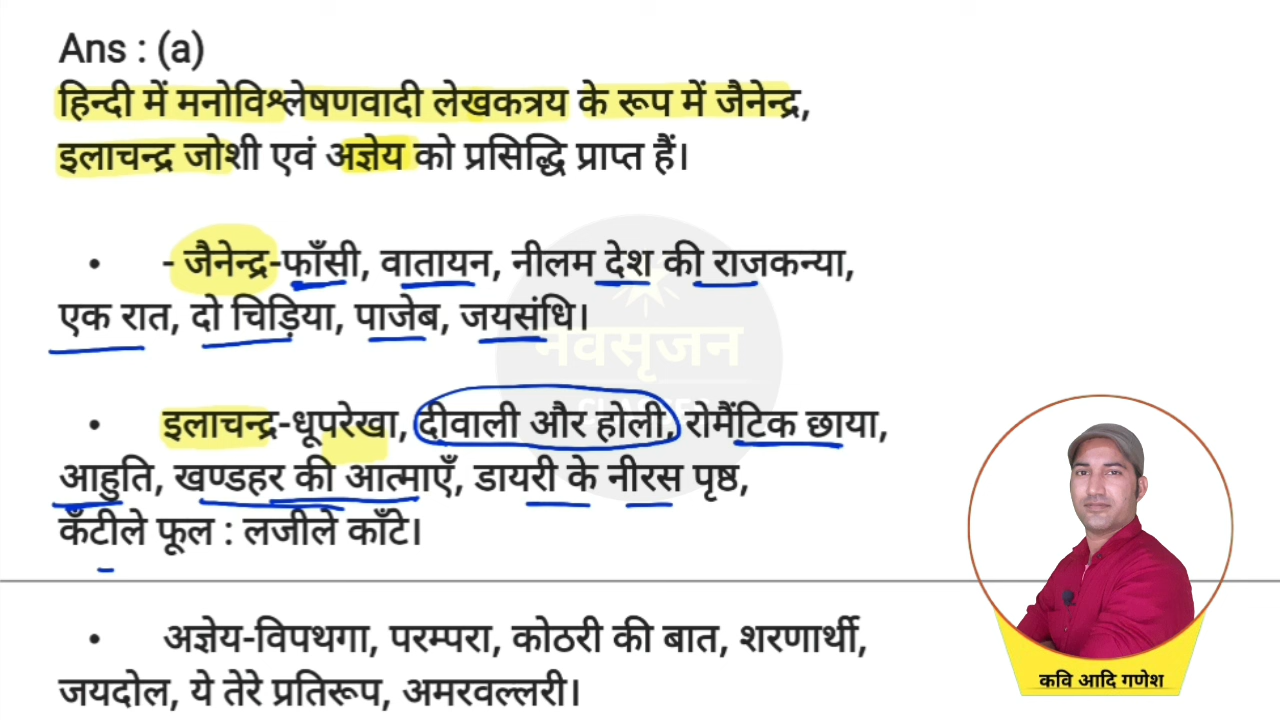 Ans : (a)
हिन्दी में मनोविश्लेषणवादी लेखकत्रय के रूप में जैनेन्द्र,
इलाचन्द्र जोशी एवं अज्ञेय को प्रसिद्धि प्राप्त हैं।
• - जैनेन्द्र-फाँसी, वातायन, नीलम देश की राजकन्या,
एक रात, दो चिड़िया, पाजेब, जयसंधि।
नवसृजन
• इलाचन्द्र-धूपरेखा, दीवाली और होली, रोमैंटिक छाया,
आहुति, खण्डहर की आत्माएँ, डायरी के नीरस पृष्ठ,
कँटीले फूल : लजीले काँटे।
• अज्ञेय-विपथगा, परम्परा, कोठरी की बात, शरणार्थी,
जयदोल, ये तेरे प्रतिरूप, अमरवल्लरी।
कवि आदि गणेश